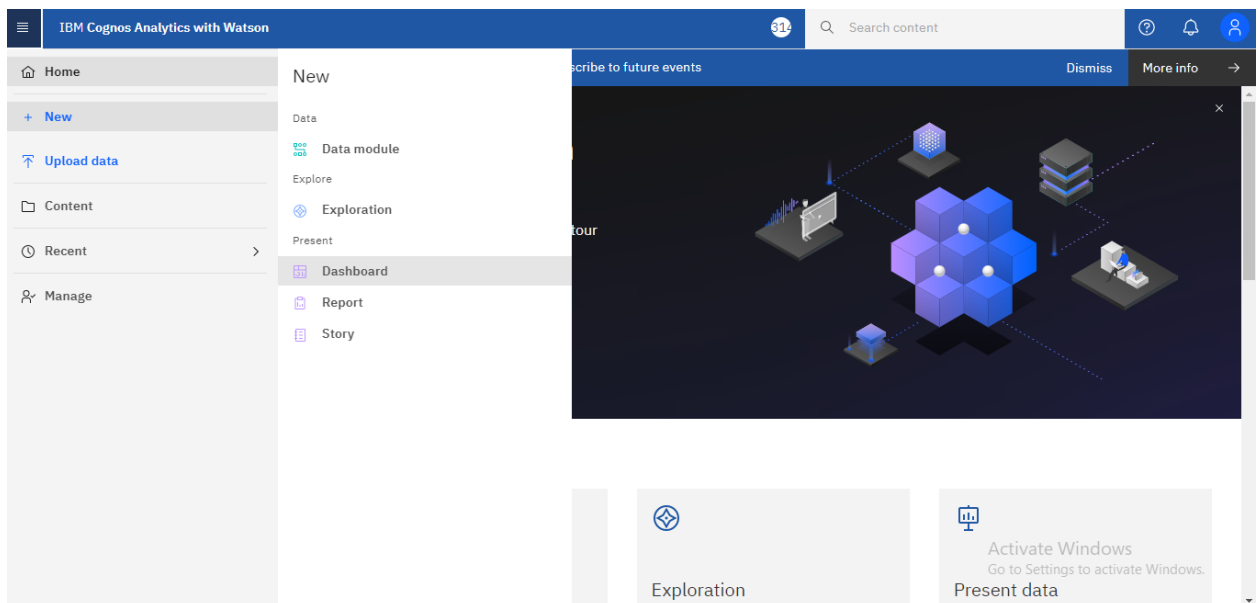 IBM Cognos Analytics with Watson
314
Search content
Home
New
Upload data
Content
Recent
Manage
New
Data
Data module
Explore
Exploration
Present
Dashboard
Report
Story
scribe to future events
Dismiss
More info
tour
Exploration
Present data
Activate Windows
Go to Settings to activate Windows.